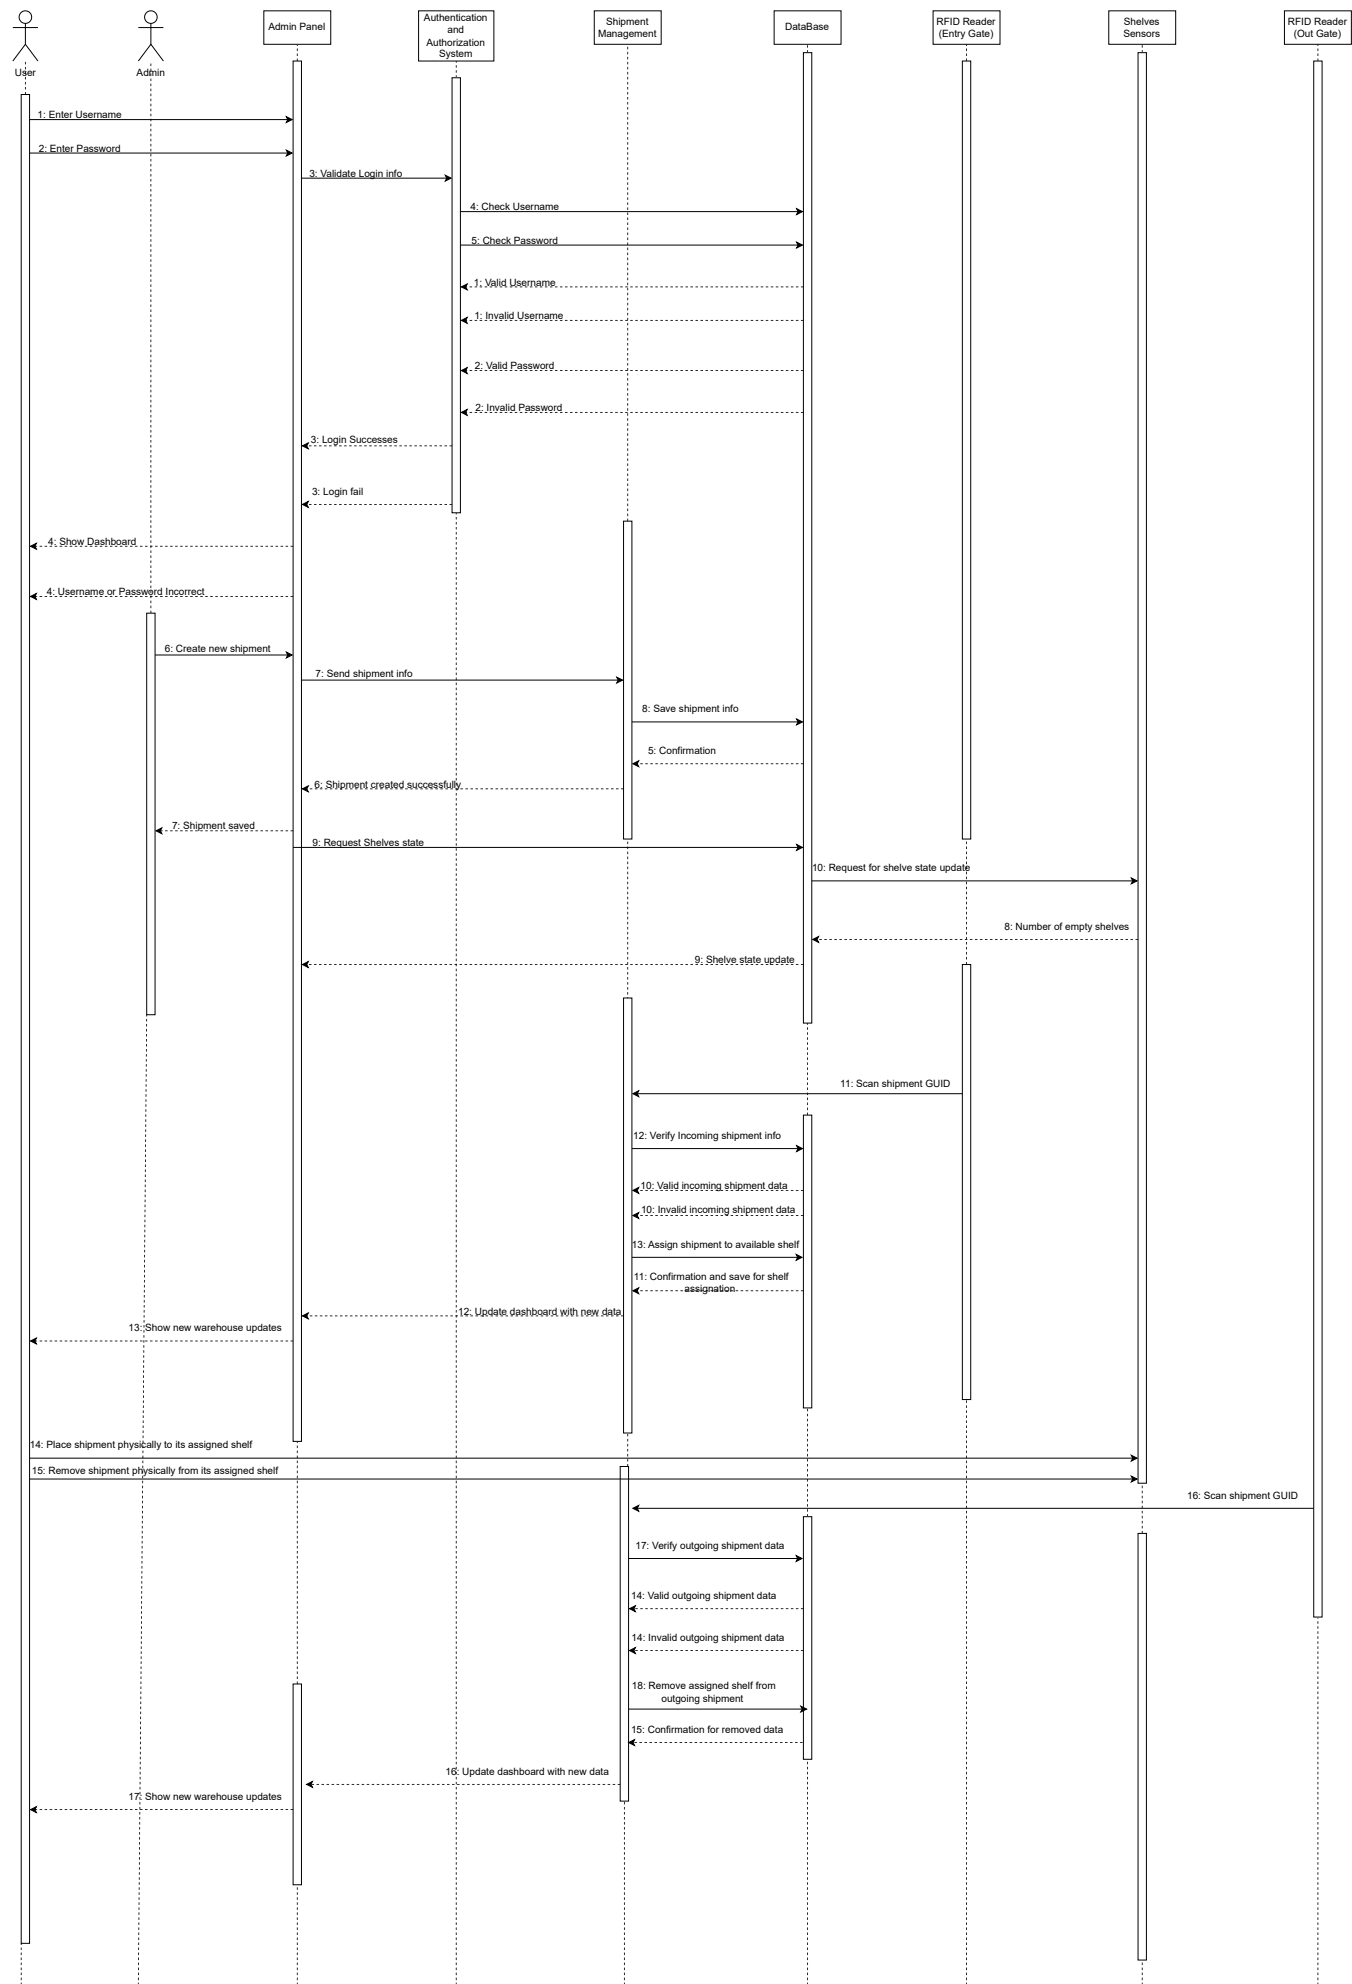 User
Admin
Admin Panel
Authentication
and
Authorization
System
Shipment
Management
DataBase
RFID Reader
(Entry Gate)
Shelves
Sensors
RFID Reader
(Out Gate)
1: Enter Username
2: Enter Password
3: Validate Login info
4: Check Username
5: Check Password
1: Valid Username
1: Invalid Username
2: Valid Password
2: Invalid Password
3: Login Successes
3: Login fail
4: Show Dashboard
4: Username or Password Incorrect
6: Create new shipment
7: Send shipment info
8: Save shipment info
5: Confirmation
6: Shipment created successfully
7: Shipment saved
9: Request Shelves state
10: Request for shelve state update
8: Number of empty shelves
9: Shelve state update
11: Scan shipment GUID
12: Verify Incoming shipment info
10: Valid incoming shipment data
10: Invalid incoming shipment data
13: Assign shipment to available shelf
11: Confirmation and save for shelf
assignation
12: Update dashboard with new data
13: Show new warehouse updates
14: Place shipment physically to its assigned shelf
15: Remove shipment physically from its assigned shelf
16: Scan shipment GUID
17: Verify outgoing shipment data
14: Valid outgoing shipment data
14: Invalid outgoing shipment data
18: Remove assigned shelf from
outgoing shipment
15: Confirmation for removed data
16: Update dashboard with new data
17: Show new warehouse updates